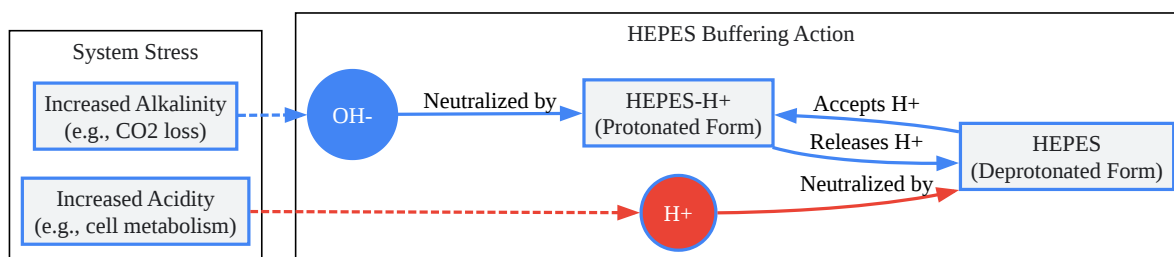 System Stress
Increased Alkalinity
(e.g., CO2 loss)
Increased Acidity
(e.g., cell metabolism)
HEPES Buffering Action
OH-
Neutralized by
HEPES-H+
(Protonated Form)
Accepts H+
Releases H+
HEPES
(Deprotonated Form)
H+
Neutralized by